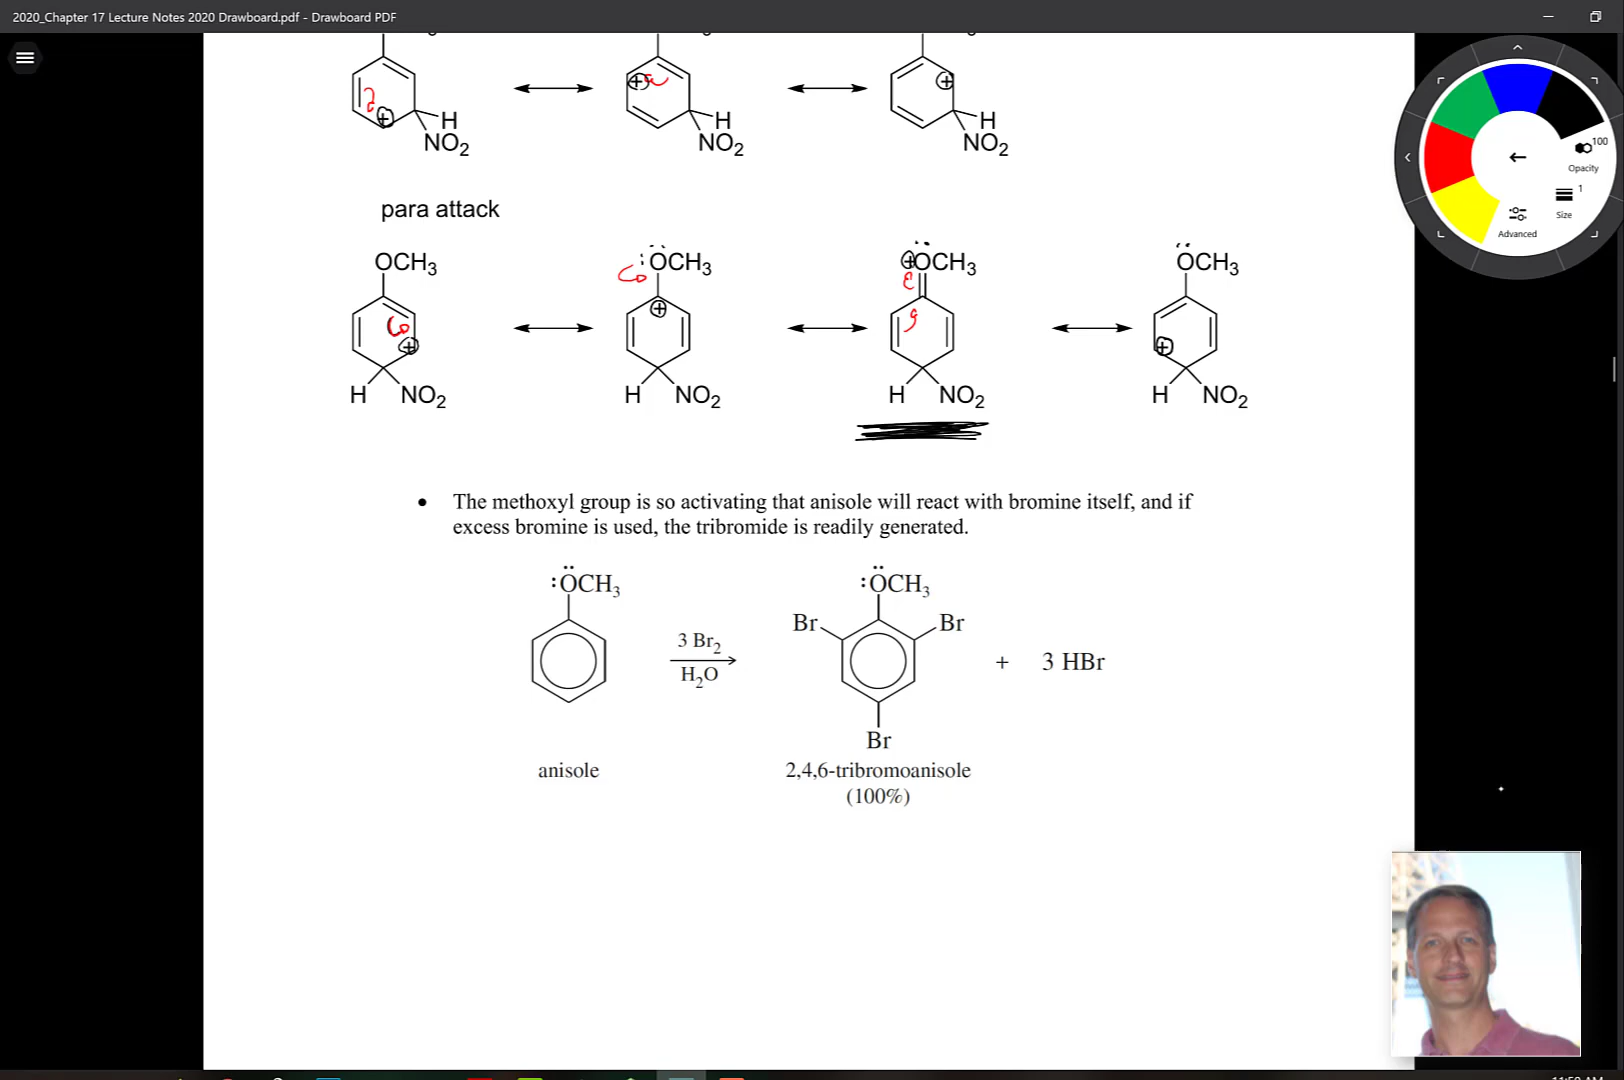 2020_Chapter 17 Lecture Notes 2020 Drawboard.pdf - Drawboard PDF
H H H
NO2 NO2 NO2
100
Opacity
1
Size
Advanced
para attack
OCH3 :OCH3 OCH3 OCH3
H NO2 H NO2 H NO2 H NO2
• The methoxyl group is so activating that anisole will react with bromine itself, and if
excess bromine is used, the tribromide is readily generated.
:ÖCH3 :ÖCH3
Br Br
3 Br2
H2O
+ 3 HBr
Br
anisole 2,4,6-tribromoanisole
(100%)